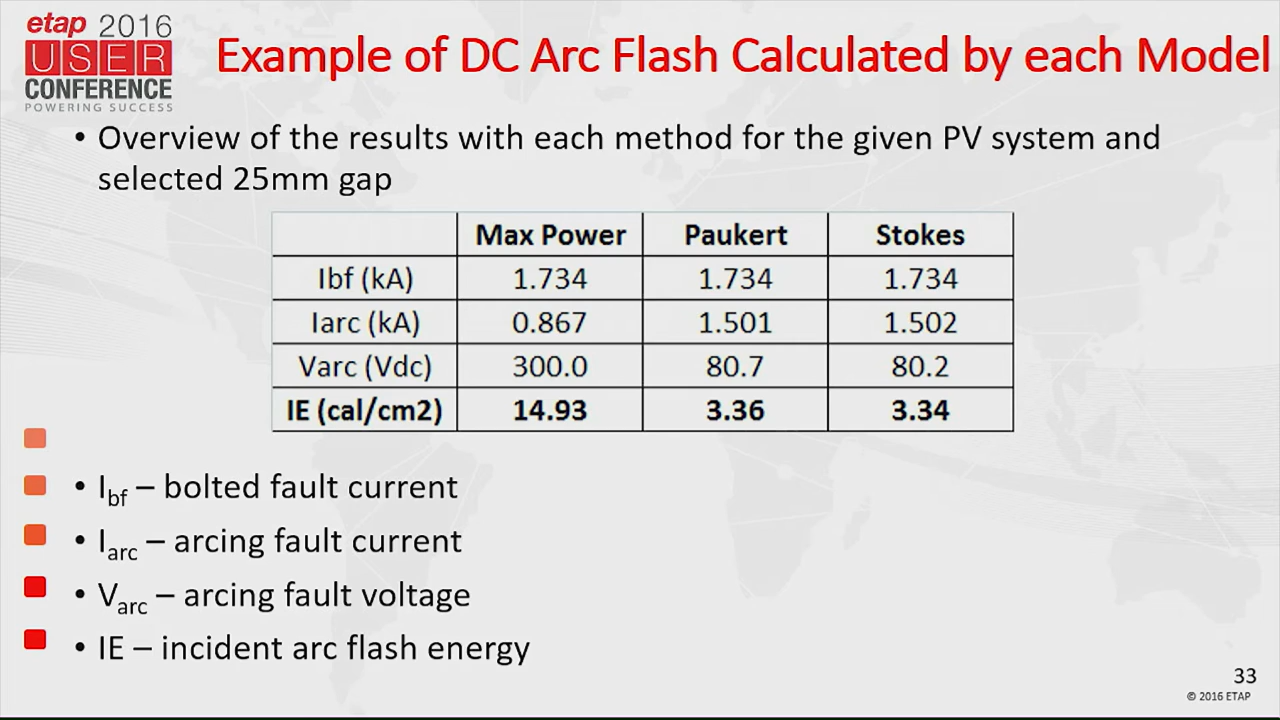 etap 2016
USER
CONFERENCE
POWERING SUCCESS
Example of DC Arc Flash Calculated by each Model
• Overview of the results with each method for the given PV system and
selected 25mm gap
Max Power Paukert Stokes
Ibf (kA) 1.734 1.734 1.734
Iarc (kA) 0.867 1.501 1.502
Varc (Vdc) 300.0 80.7 80.2
IE (cal/cm2) 14.93 3.36 3.34
• Ibf – bolted fault current
• Iarc – arcing fault current
• Varc – arcing fault voltage
• IE – incident arc flash energy
33
© 2016 ETAP